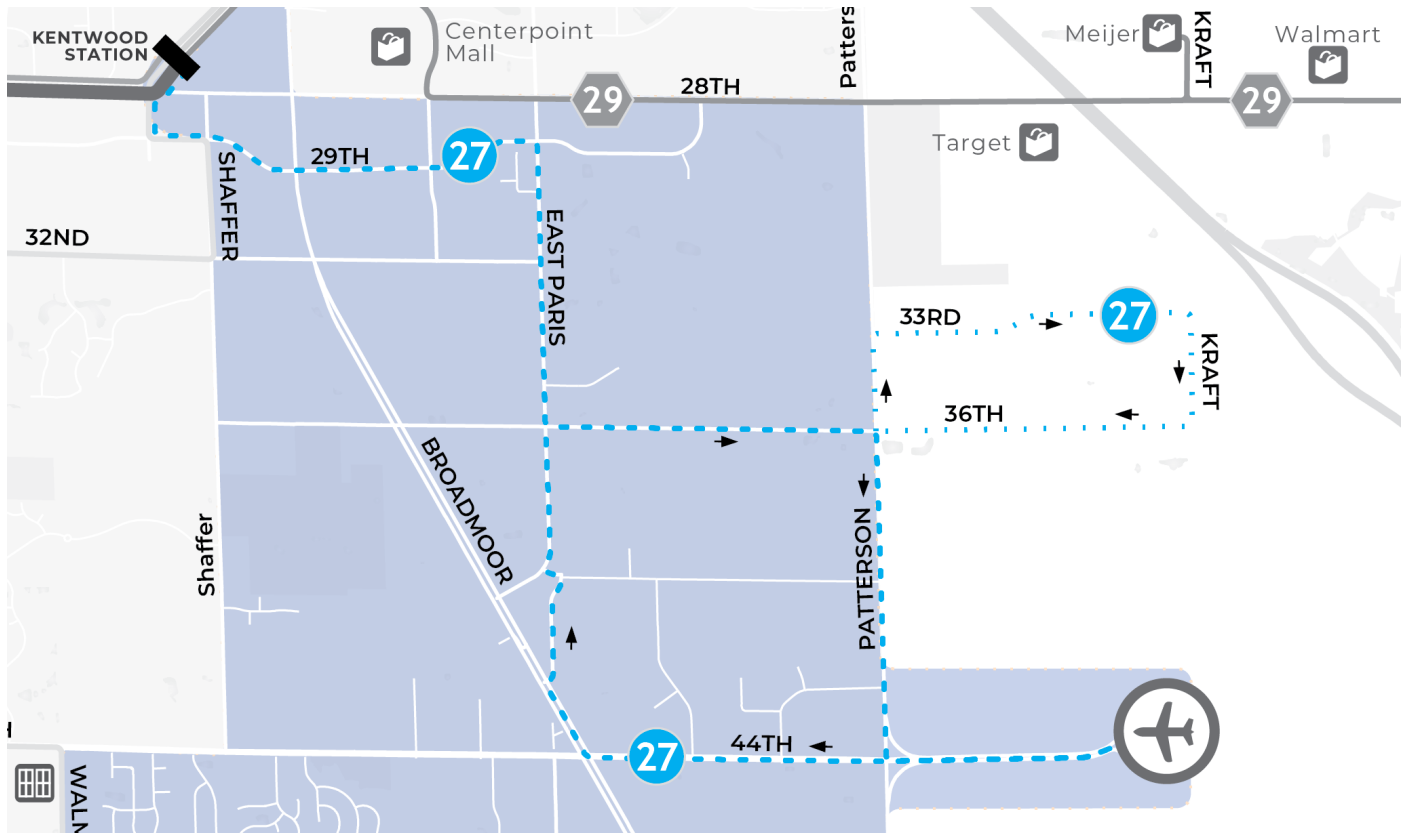 KENTWOOD
STATION
Centerpoint
Mall
Patters
Meijer
KRAFT
Walmart
28TH
29
29
Target
29TH
27
SHAFFER
32ND
EAST PARIS
33RD
27
KRAFT
36TH
BROADMOOR
Shaffer
PATTERSON
44TH
27
WALM